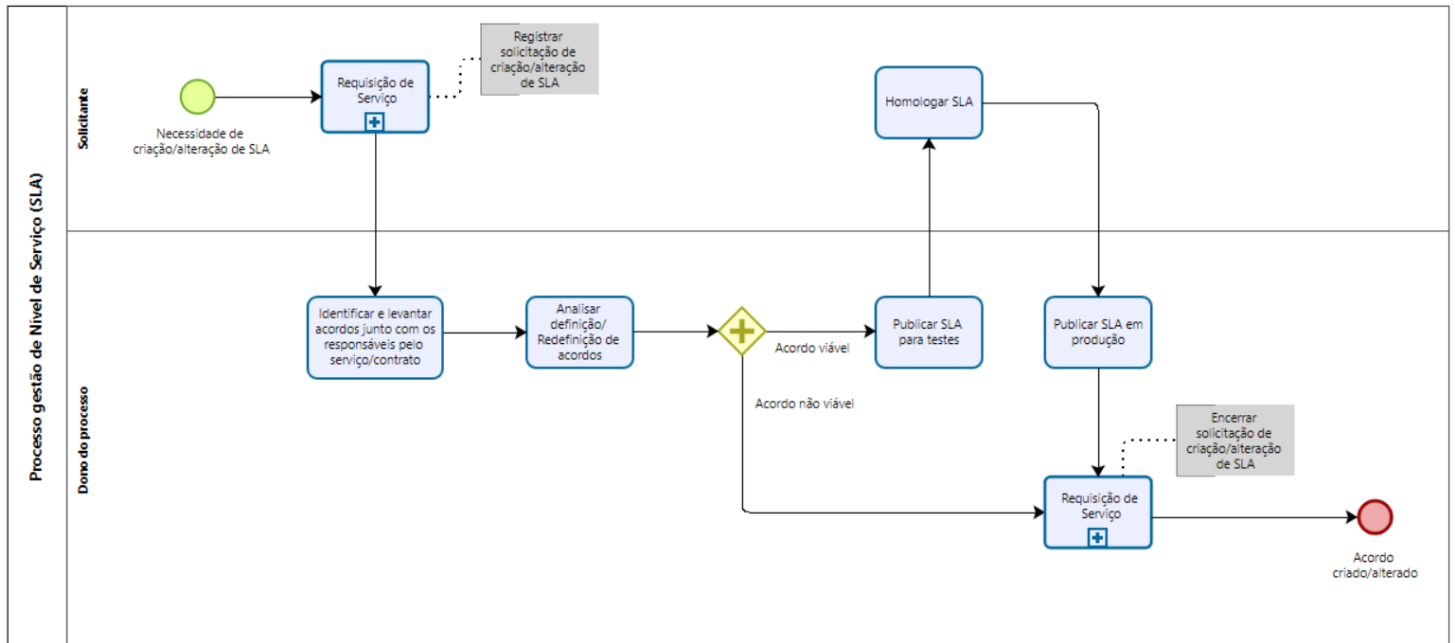 Processo gestão de Nivel de Serviço (SLA)
Solicitante
Necessidade de
criação/alteração de SLA
Requisição de
Serviço
Registrar
solicitação de
criação/alteração
de SLA
Homologar SLA
Dono do processo
Identificar e levantar
acordos junto com os
responsáveis pelo
serviço/contrato
Analisar
definição/
Redefinição de
acordos
Acordo viável
Acordo não viável
Publicar SLA
para testes
Publicar SLA em
produção
Encerrar
solicitação de
criação/alteração
de SLA
Requisição de
Serviço
Acordo
criado/alterado